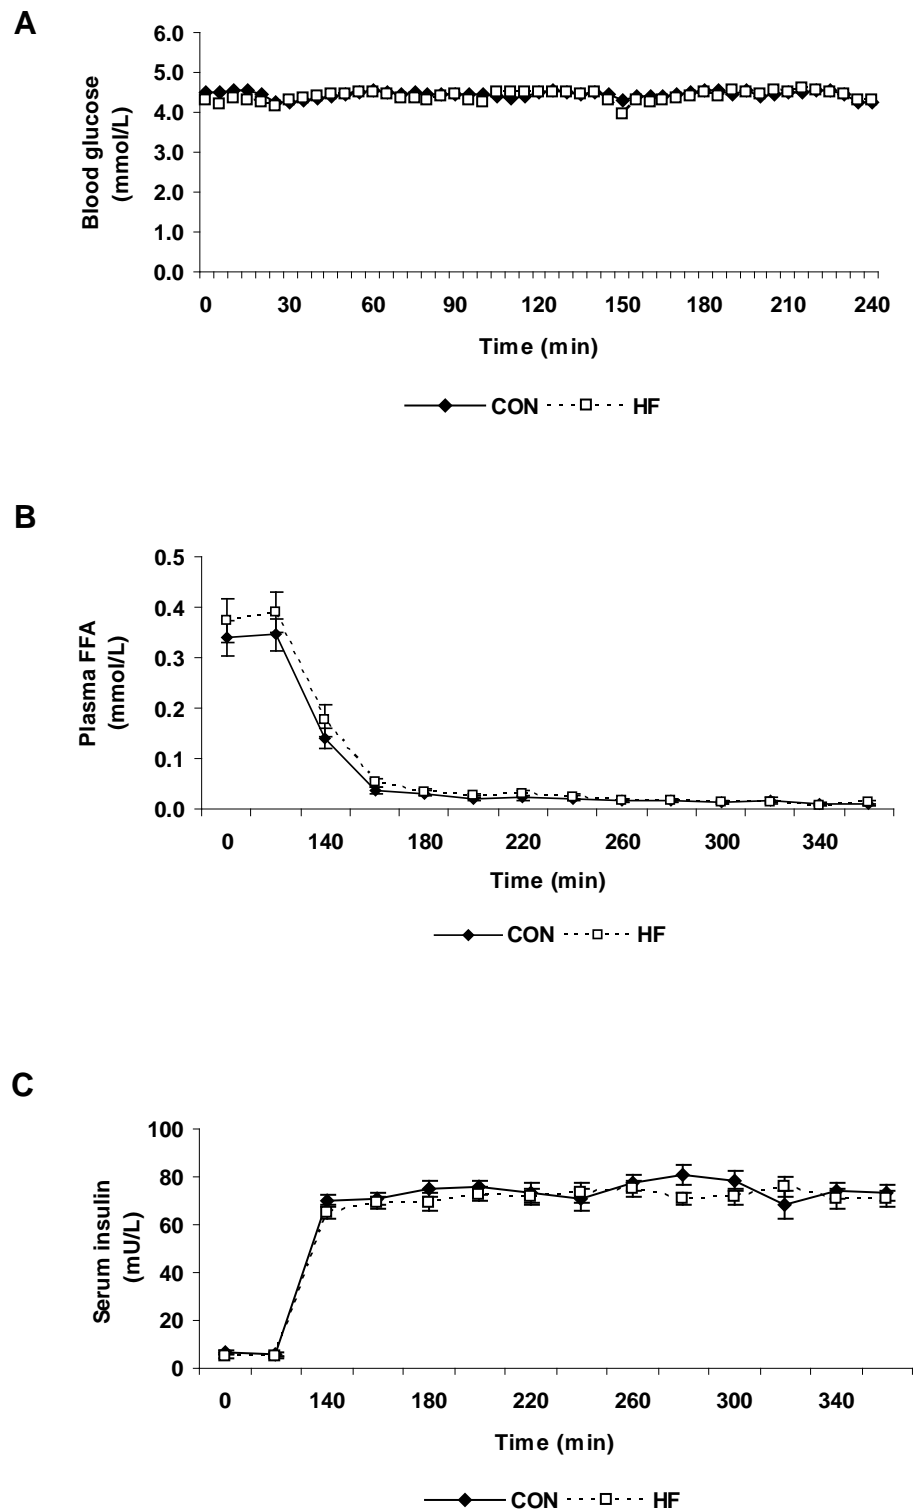 A
Blood glucose
(mmol/L)
6.0
5.0
4.0
3.0
2.0
1.0
0.0
0 30 60 90 120 150 180 210 240
Time (min)
CON HF
B
Plasma FFA
(mmol/L)
0.5
0.4
0.3
0.2
0.1
0.0
0 140 180 220 260 300 340
Time (min)
CON HF
C
Serum insulin
(mU/L)
100
80
60
40
20
0
0 140 180 220 260 300 340
Time (min)
CON HF